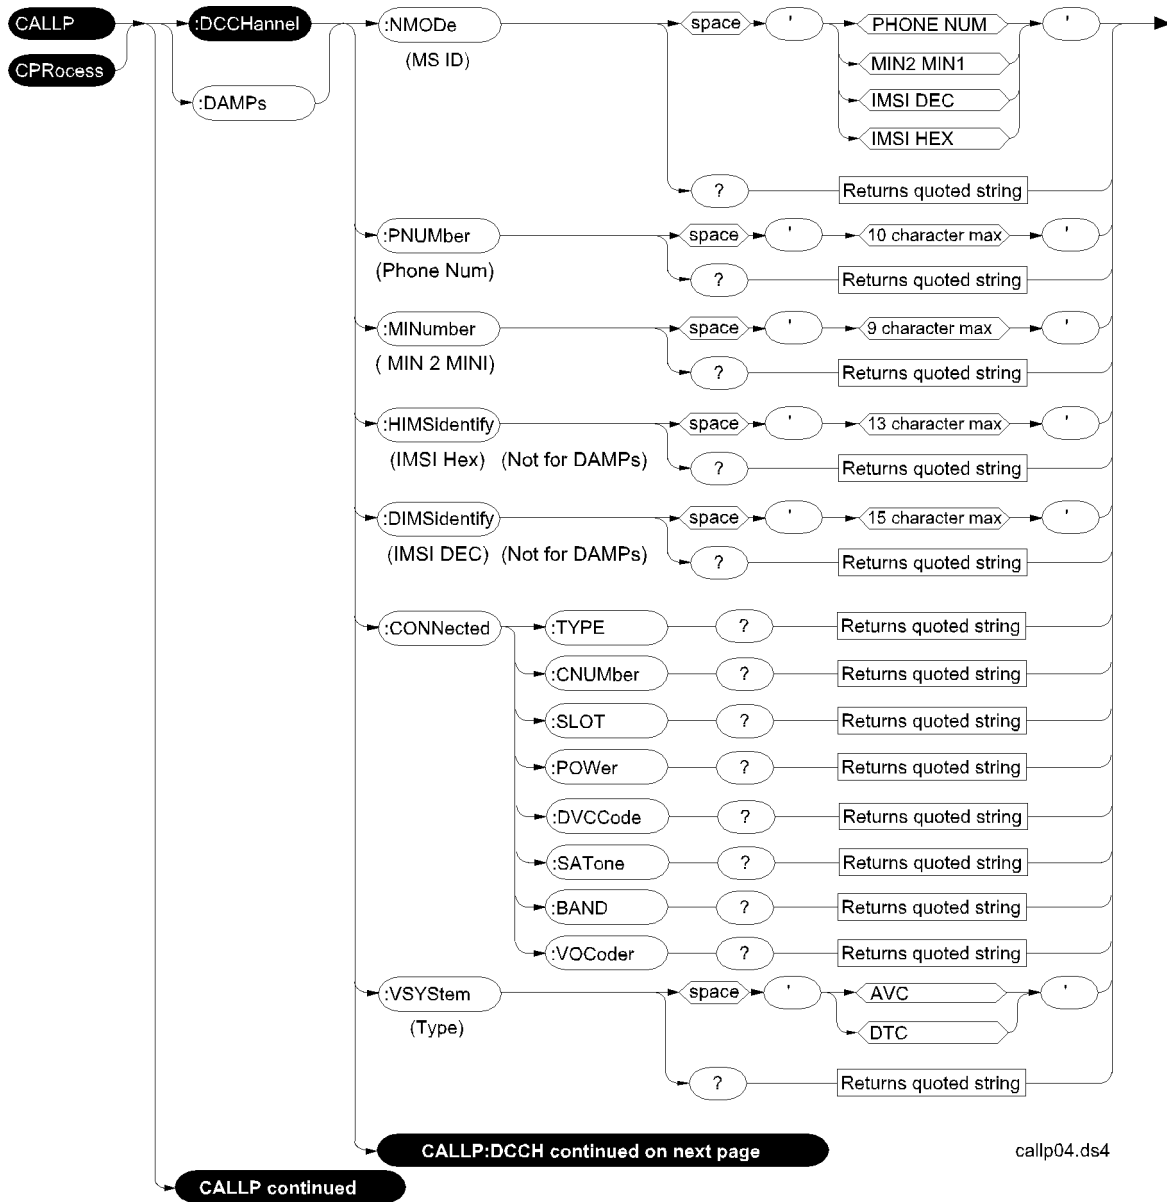 CALLP :DCCHannel :NMODe space ' PHONE NUM '
(MS ID)
CPRocess MIN2 MIN1
:DAMPs IMSI DEC
IMSI HEX
? Returns quoted string
:PNUMber space ' 10 character max '
(Phone Num) ? Returns quoted string
:MINumber space ' 9 character max '
( MIN 2 MINI) ? Returns quoted string
:HIMSidentify space ' 13 character max '
(IMSI Hex) (Not for DAMPs) ? Returns quoted string
:DIMSidentify space ' 15 character max '
(IMSI DEC) (Not for DAMPs) ? Returns quoted string
:CONNected :TYPE ? Returns quoted string
:CNUMber ? Returns quoted string
:SLOT ? Returns quoted string
:POWer ? Returns quoted string
:DVCCode ? Returns quoted string
:SATone ? Returns quoted string
:BAND ? Returns quoted string
:VOCoder ? Returns quoted string
:VSYStem space ' AVC '
(Type) DTC
? Returns quoted string
CALLP:DCCH continued on next page callp04.ds4
CALLP continued